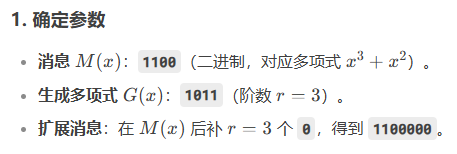 1. 确定参数
• 消息 M(x)：1100（二进制，对应多项式 x³ + x²）。
• 生成多项式 G(x)：1011（阶数 r = 3）。
• 扩展消息：在 M(x) 后补 r = 3 个 0，得到 1100000。